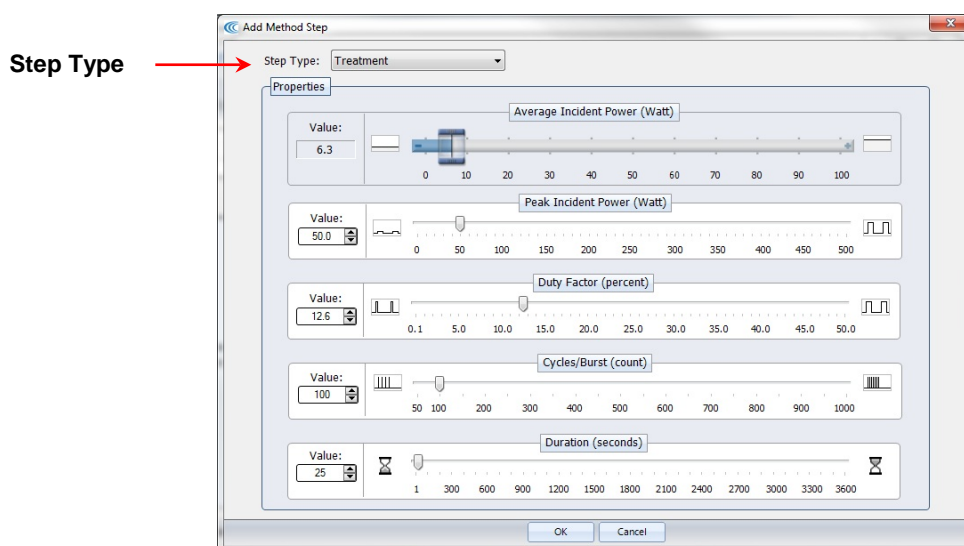 Add Method Step
Step Type
Step Type: Treatment
Properties
Average Incident Power (Watt)
Value:
6.3
0 10 20 30 40 50 60 70 80 90 100
Peak Incident Power (Watt)
Value:
50.0
0 50 100 150 200 250 300 350 400 450 500
Duty Factor (percent)
Value:
12.6
0.1 5.0 10.0 15.0 20.0 25.0 30.0 35.0 40.0 45.0 50.0
Cycles/Burst (count)
Value:
100
50 100 200 300 400 500 600 700 800 900 1000
Duration (seconds)
Value:
25
1 300 600 900 1200 1500 1800 2100 2400 2700 3000 3300 3600
OK Cancel